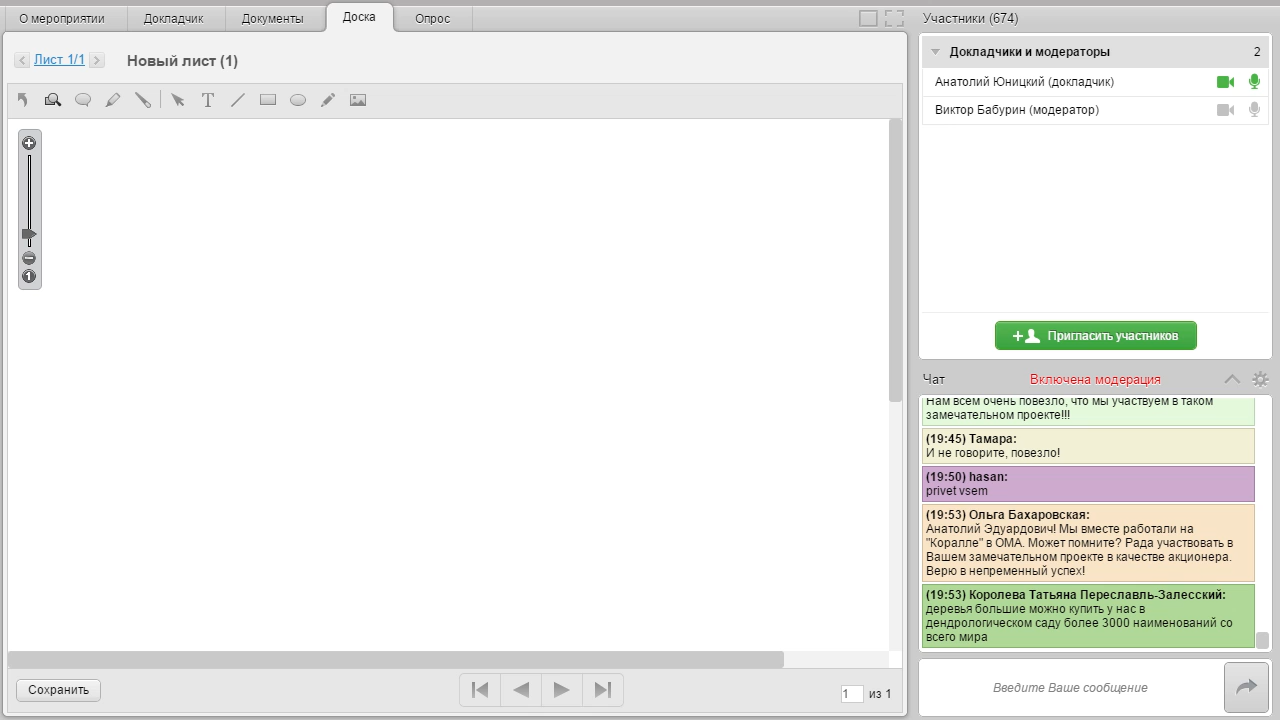 О мероприятии
Докладчик
Документы
Доска
Опрос
Лист 1/1
Новый лист (1)
T
1
Сохранить
1 из 1
Участники (674)
Докладчики и модераторы 2
Анатолий Юницкий (докладчик)
Виктор Бабурин (модератор)
Пригласить участников
Чат
Включена модерация
Нам всем очень повезло, что мы участвуем в таком
замечательном проекте!!!
(19:45) Тамара:
И не говорите, повезло!
(19:50) hasan:
privet vsem
(19:53) Ольга Бахаровская:
Анатолий Эдуардович! Мы вместе работали на
"Коралле" в ОМА. Может помните? Рада участвовать в
Вашем замечательном проекте в качестве акционера.
Верю в непременный успех!
(19:53) Королева Татьяна Переславль-Залесский:
деревья большие можно купить у нас в
дендрологическом саду более 3000 наименований со
всего мира
Введите Ваше сообщение